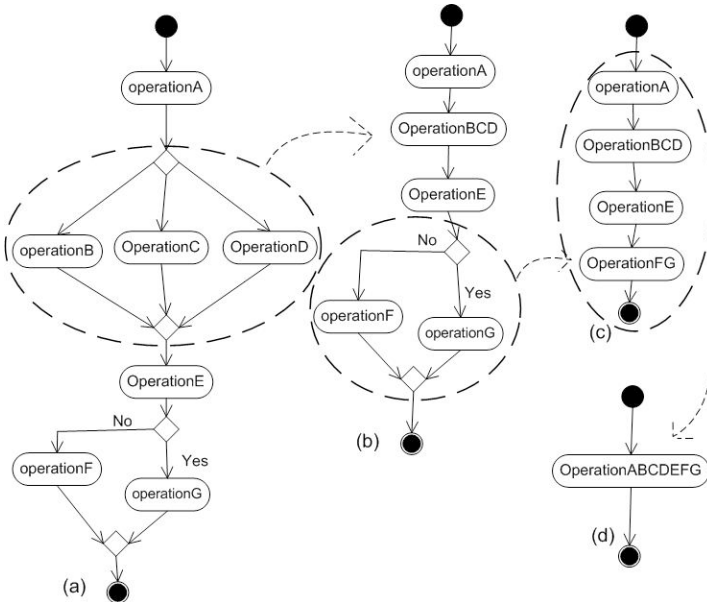 operationA
operationB
OperationC
OperationD
OperationE
No
Yes
operationF
operationG
(a)
operationA
OperationBCD
OperationE
No
Yes
operationF
operationG
(b)
operationA
OperationBCD
OperationE
OperationFG
(c)
OperationABCDEFG
(d)